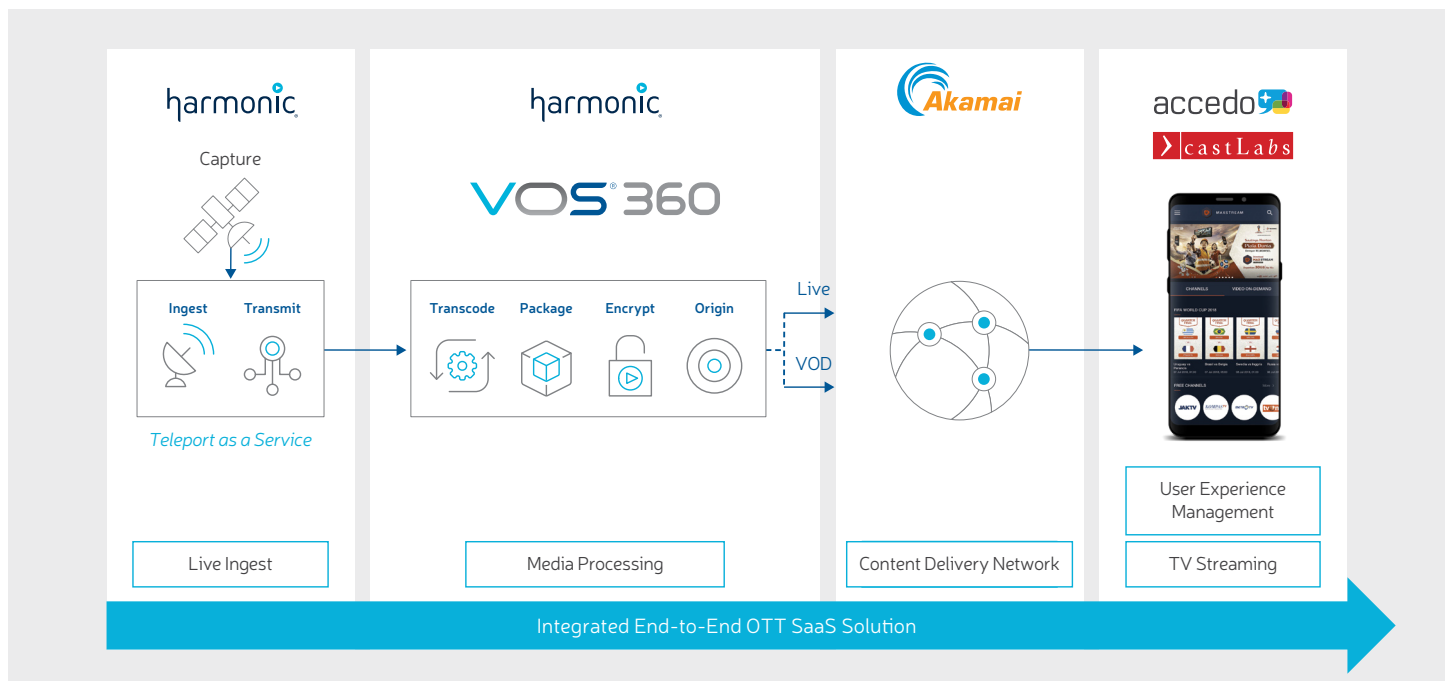 harmonic
Capture
Ingest
Transmit
Teleport as a Service
Live Ingest
harmonic
VOS® 360
Transcode
Package
Encrypt
Origin
Live
VOD
Media Processing
Akamai
Content Delivery Network
accedo
castLabs
MAXSTREAM
CHANNELS
VIDEO ON DEMAND
FIFA WORLD CUP 2018
FREE CHANNELS
JAKTV
User Experience
Management
TV Streaming
Integrated End-to-End OTT SaaS Solution